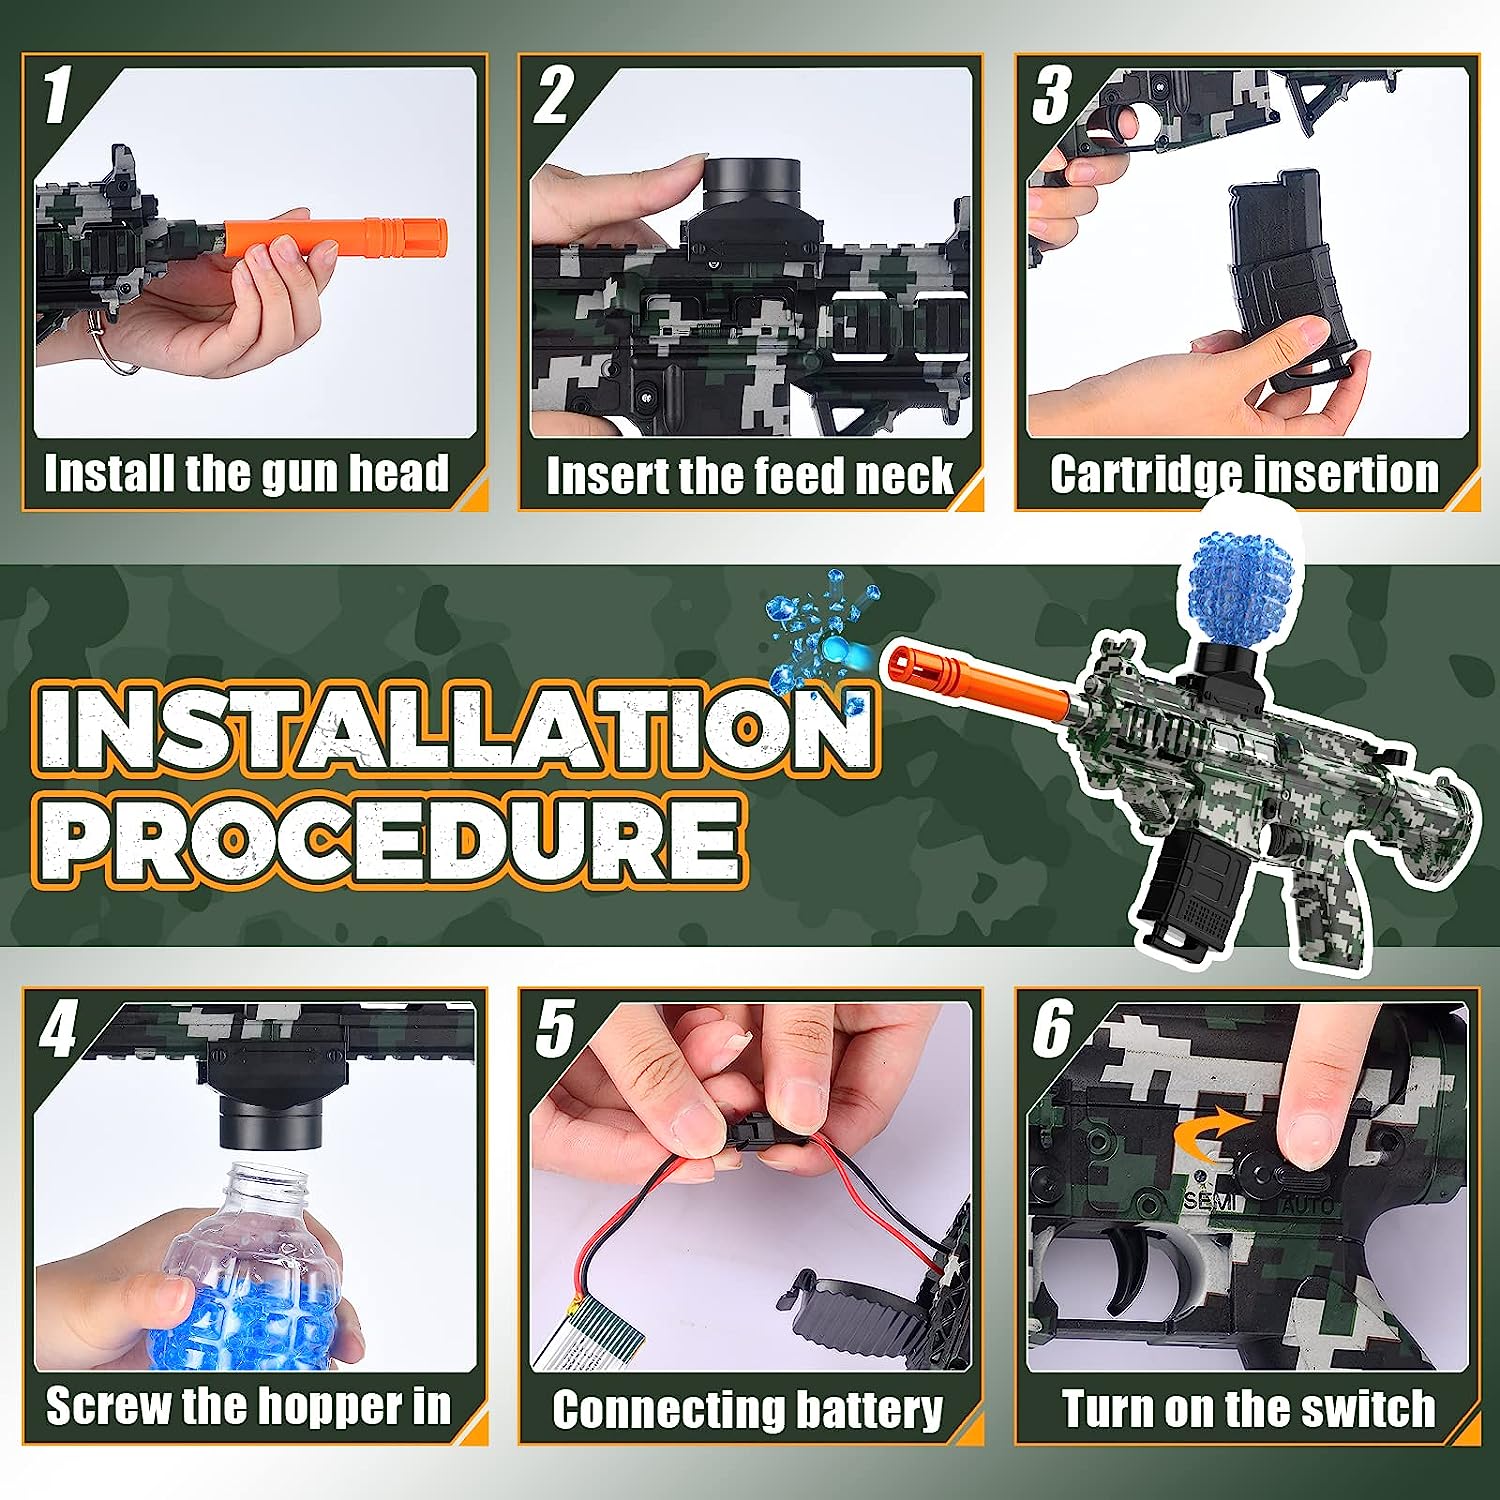 1
Install the gun head
2
Insert the feed neck
3
Cartridge insertion
INSTALLATION
PROCEDURE
4
Screw the hopper in
5
Connecting battery
6
SEMI
AUTO
Turn on the switch